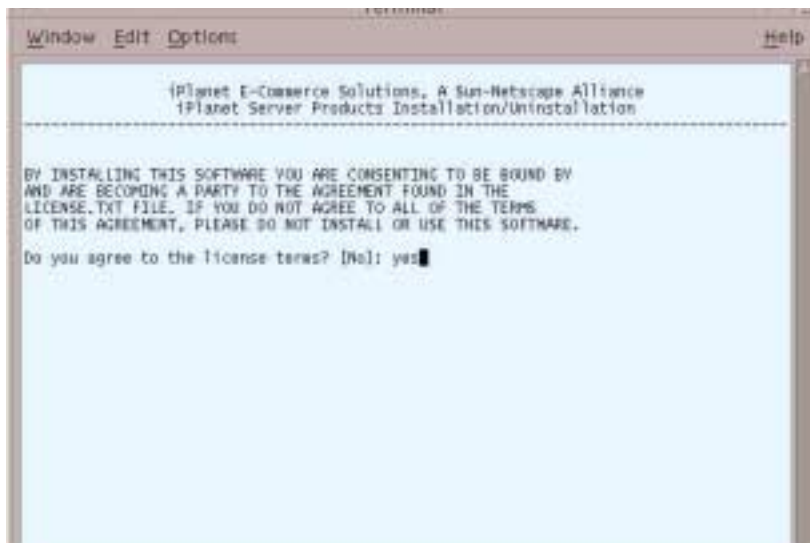 Terminal
Window Edit Options Help
iPlanet E-Commerce Solutions, A Sun-Netscape Alliance
iPlanet Server Products Installation/Uninstallation
BY INSTALLING THIS SOFTWARE YOU ARE CONSENTING TO BE BOUND BY
AND ARE BECOMING A PARTY TO THE AGREEMENT FOUND IN THE
LICENSE.TXT FILE. IF YOU DO NOT AGREE TO ALL OF THE TERMS
OF THIS AGREEMENT, PLEASE DO NOT INSTALL OR USE THIS SOFTWARE.
Do you agree to the license terms? [No]: yes